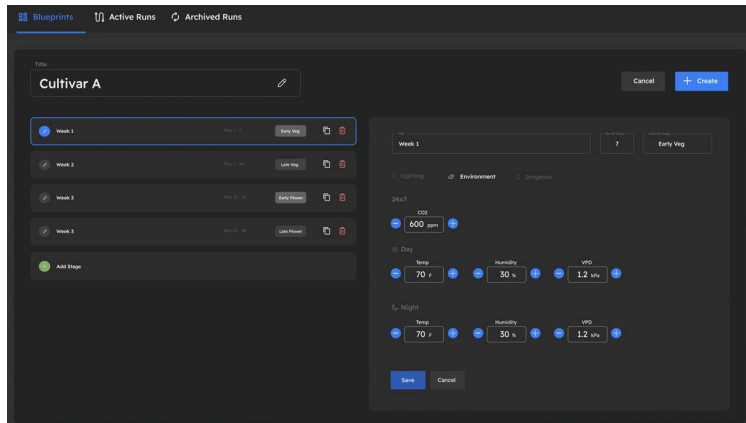 Blueprints Active Runs Archived Runs
Title
Cultivar A
Cancel + Create
Week 1 Early Veg
Week 2 Late Veg
Week 3 Early Flower
Week 3 Late Flower
Add Stage
Title
Week 1 7 Early Veg
Lighting Environment Irrigation
24x7
CO2
600 ppm
Day
Temp Humidity VPD
70 F 30 % 1.2 kPa
Night
Temp Humidity VPD
70 F 30 % 1.2 kPa
Save Cancel